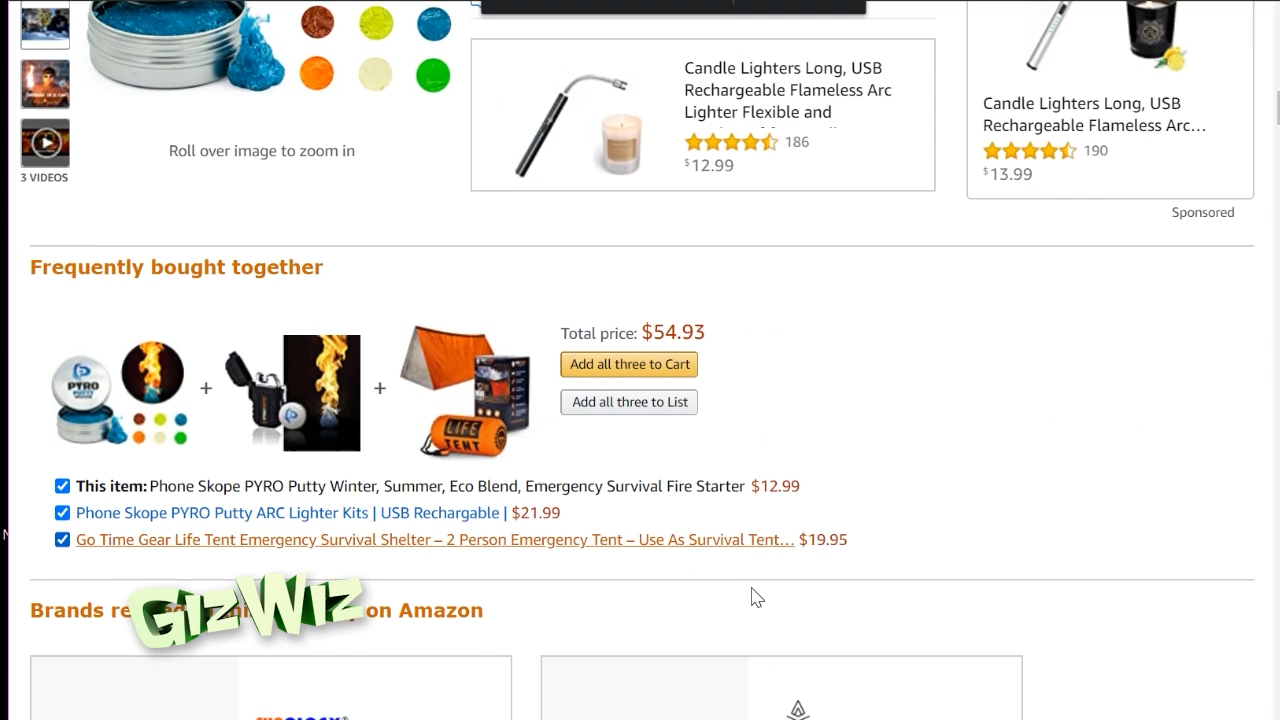 Candle Lighters Long, USB
Rechargeable Flameless Arc
Lighter Flexible and
186
$12.99
Candle Lighters Long, USB
Rechargeable Flameless Arc…
190
$13.99
Sponsored
Roll over image to zoom in
3 VIDEOS
Frequently bought together
PYRO
PUTTY
+
+
LIFE
TENT
Total price: $54.93
Add all three to Cart
Add all three to List
This item: Phone Skope PYRO Putty Winter, Summer, Eco Blend, Emergency Survival Fire Starter $12.99
Phone Skope PYRO Putty ARC Lighter Kits | USB Rechargable | $21.99
Go Time Gear Life Tent Emergency Survival Shelter – 2 Person Emergency Tent – Use As Survival Tent… $19.95
GIZWIZ
Brands re on Amazon